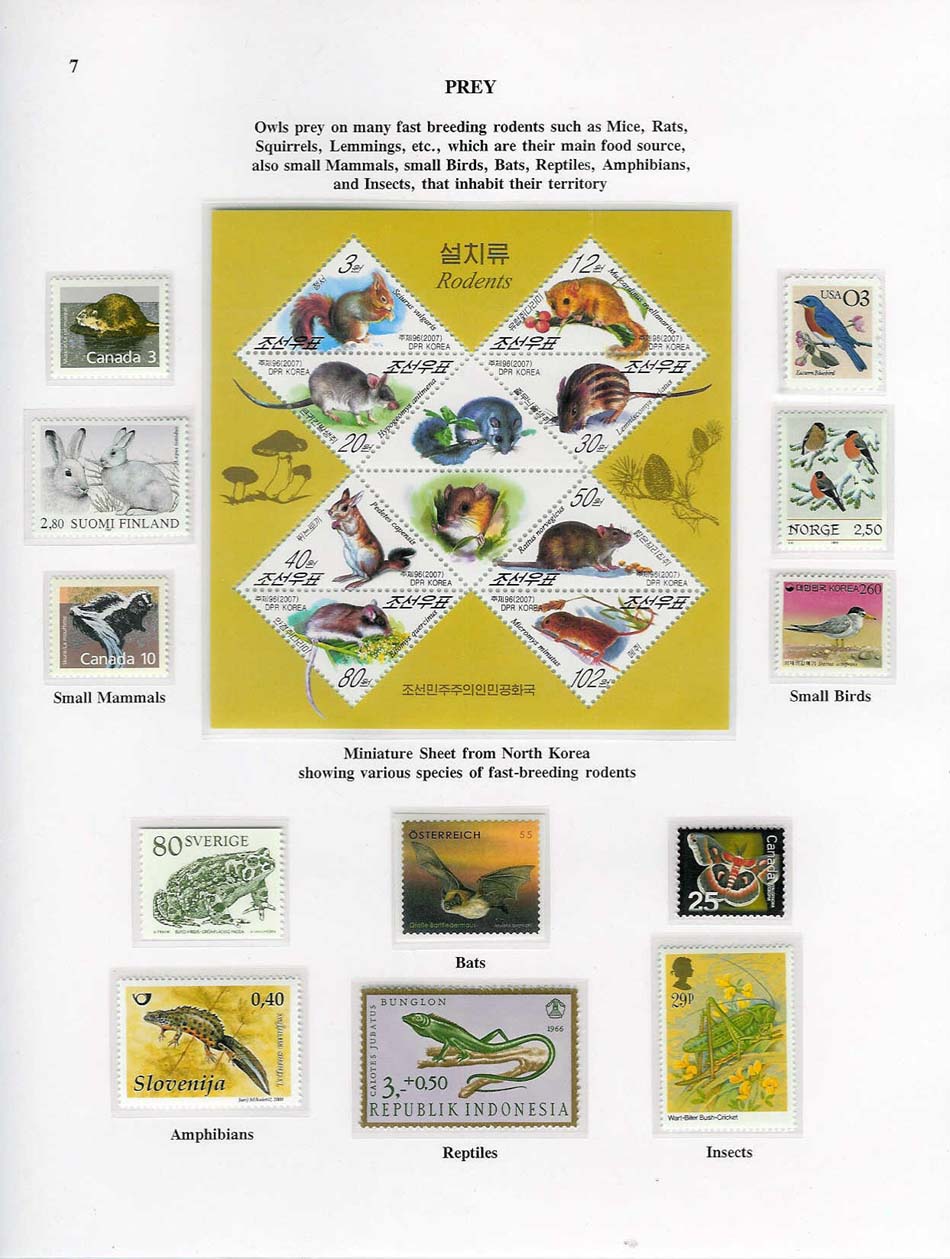 7
PREY
Owls prey on many fast breeding rodents such as Mice, Rats,
Squirrels, Lemmings, etc., which are their main food source,
also small Mammals, small Birds, Bats, Reptiles, Amphibians,
and Insects, that inhabit their territory
설치류
Rodents
3원
Sciurus vulgaris
조선우표
주체96(2007)
DPR KOREA
12원
조선우표
주체96(2007)
DPR KOREA
주체96(2007)
DPR KOREA
조선우표
Hypogeomys antimena
20원
주체96(2007)
DPR KOREA
조선우표
30원
40원
Pedetes capensis
조선우표
주체96(2007)
DPR KOREA
50원
Rattus norvegicus
조선우표
주체96(2007)
DPR KOREA
주체96(2007)
DPR KOREA
조선우표
80원
주체96(2007)
DPR KOREA
조선우표
Micromys minutus
102원
조선민주주의인민공화국
Canada 3
2,80 SUOMI FINLAND
Canada 10
Small Mammals
USA 03
Eastern Bluebird
NORGE 2,50
대한민국 KOREA 260
Small Birds
Miniature Sheet from North Korea
showing various species of fast-breeding rodents
80 SVERIGE
0,40
Slovenija
Amphibians
ÖSTERREICH 55
Große Bartfledermaus
Bats
BUNGLON
CALOTES JUBATUS
1966
3,-+0,50
REPUBLIK INDONESIA
Reptiles
Canada
25
29p
Wart-Biter Bush-Cricket
Insects